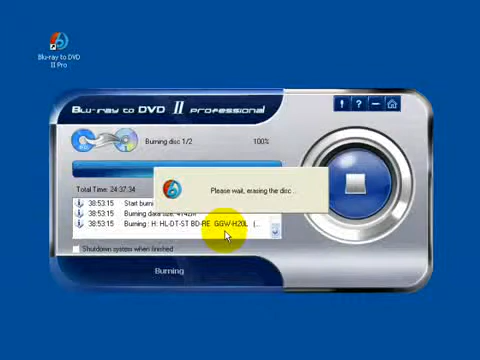 Blu-ray to DVD
II Pro
Blu-ray to DVD II professional
Burning disc 1/2
100%
Total Time: 24:37:34
Please wait, erasing the disc ...
38:53:15 Start burni
38:53:15 Burning data size:
38:53:15 Burning : H: HL-DT-ST BD-RE GGW-H20L (...
Shutdown system when finished
Burning